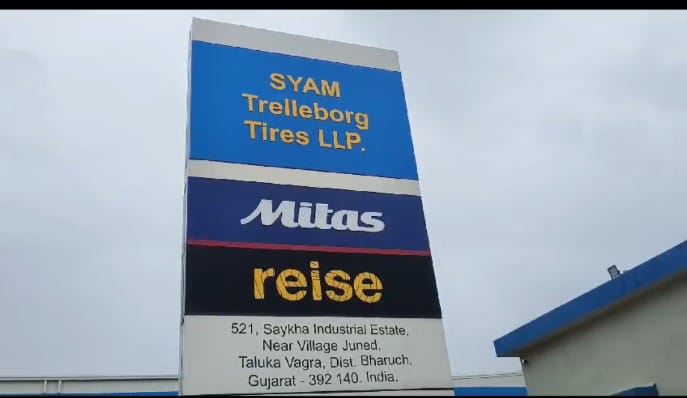 SYAM
Trelleborg
Tires LLP.
Mitas
reise
521, Saykha Industrial Estate,
Near Village Juned,
Taluka Vagra, Dist. Bharuch.
Gujarat - 392 140. India.